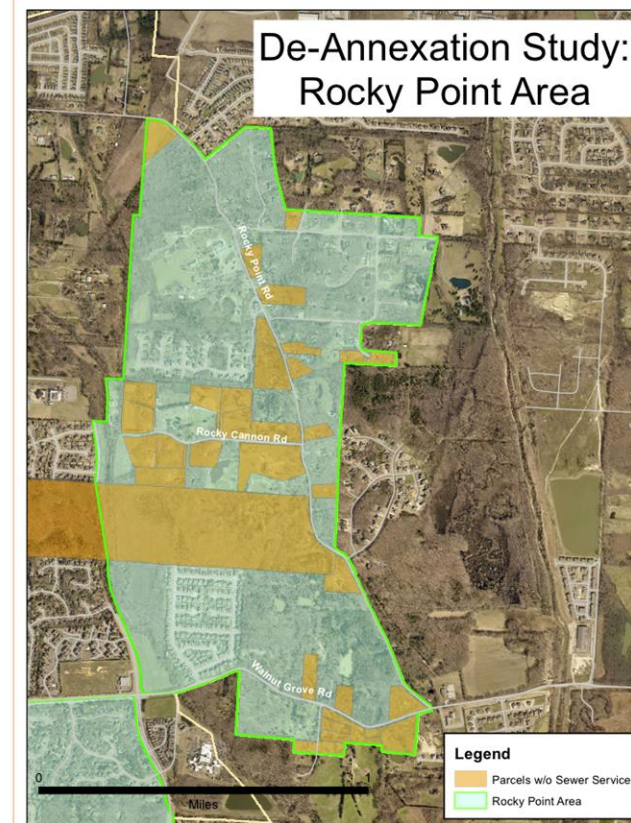 De-Annexation Study:
Rocky Point Area
Rocky Point Rd
Rocky Cannon Rd
Walnut Grove Rd
Legend
Parcels w/o Sewer Service
Rocky Point Area
0
1
Miles